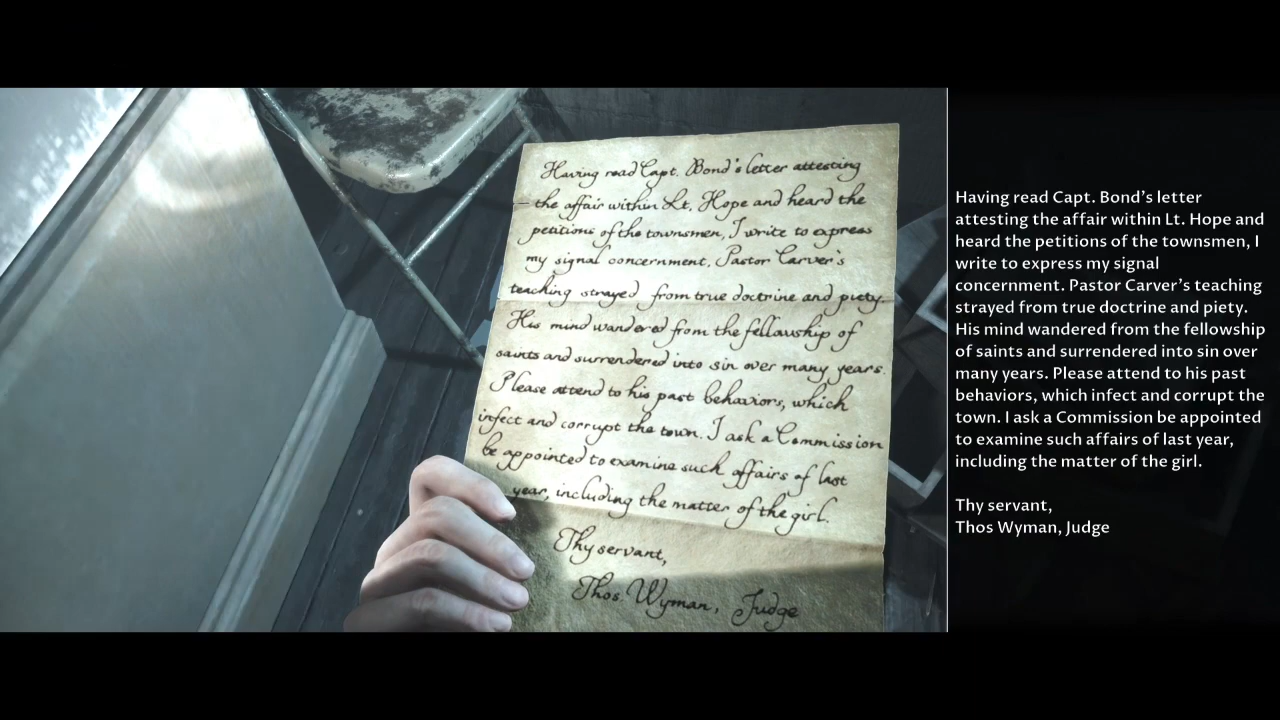 Having read Capt. Bond's letter attesting
the affair within Lt. Hope and heard the
petitions of the townsmen, I write to express
my signal concernment. Pastor Carver's
teaching strayed from true doctrine and piety.
His mind wandered from the fellowship of
saints and surrendered into sin over many years.
Please attend to his past behaviors, which
infect and corrupt the town. I ask a Commission
be appointed to examine such affairs of last
year, including the matter of the girl.
Thy servant,
Thos Wyman, Judge
Having read Capt. Bond's letter
attesting the affair within Lt. Hope and
heard the petitions of the townsmen, I
write to express my signal
concernment. Pastor Carver's teaching
strayed from true doctrine and piety.
His mind wandered from the fellowship
of saints and surrendered into sin over
many years. Please attend to his past
behaviors, which infect and corrupt the
town. I ask a Commission be appointed
to examine such affairs of last year,
including the matter of the girl.
Thy servant,
Thos Wyman, Judge